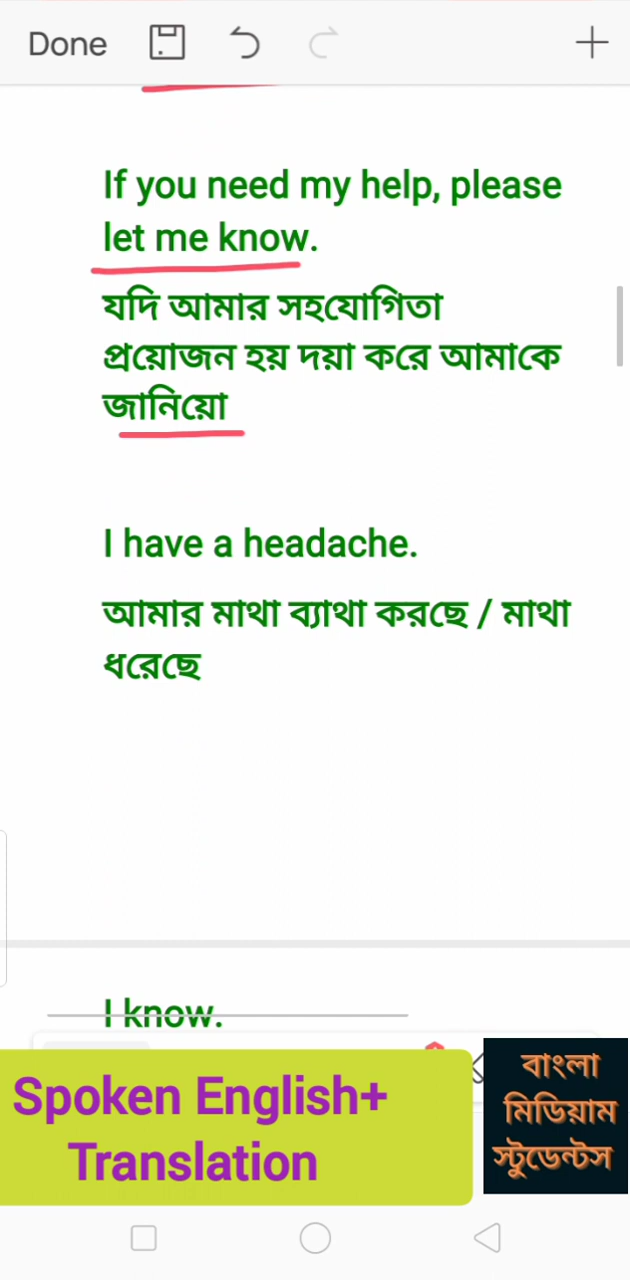 Done
If you need my help, please
let me know.
যদি আমার সহযোগিতা
প্রয়োজন হয় দয়া করে আমাকে
জানিয়ো
I have a headache.
আমার মাথা ব্যাথা করছে / মাথা
ধরেছে
I know.
Spoken English+
Translation
বাংলা
মিডিয়াম
স্টুডেন্টস